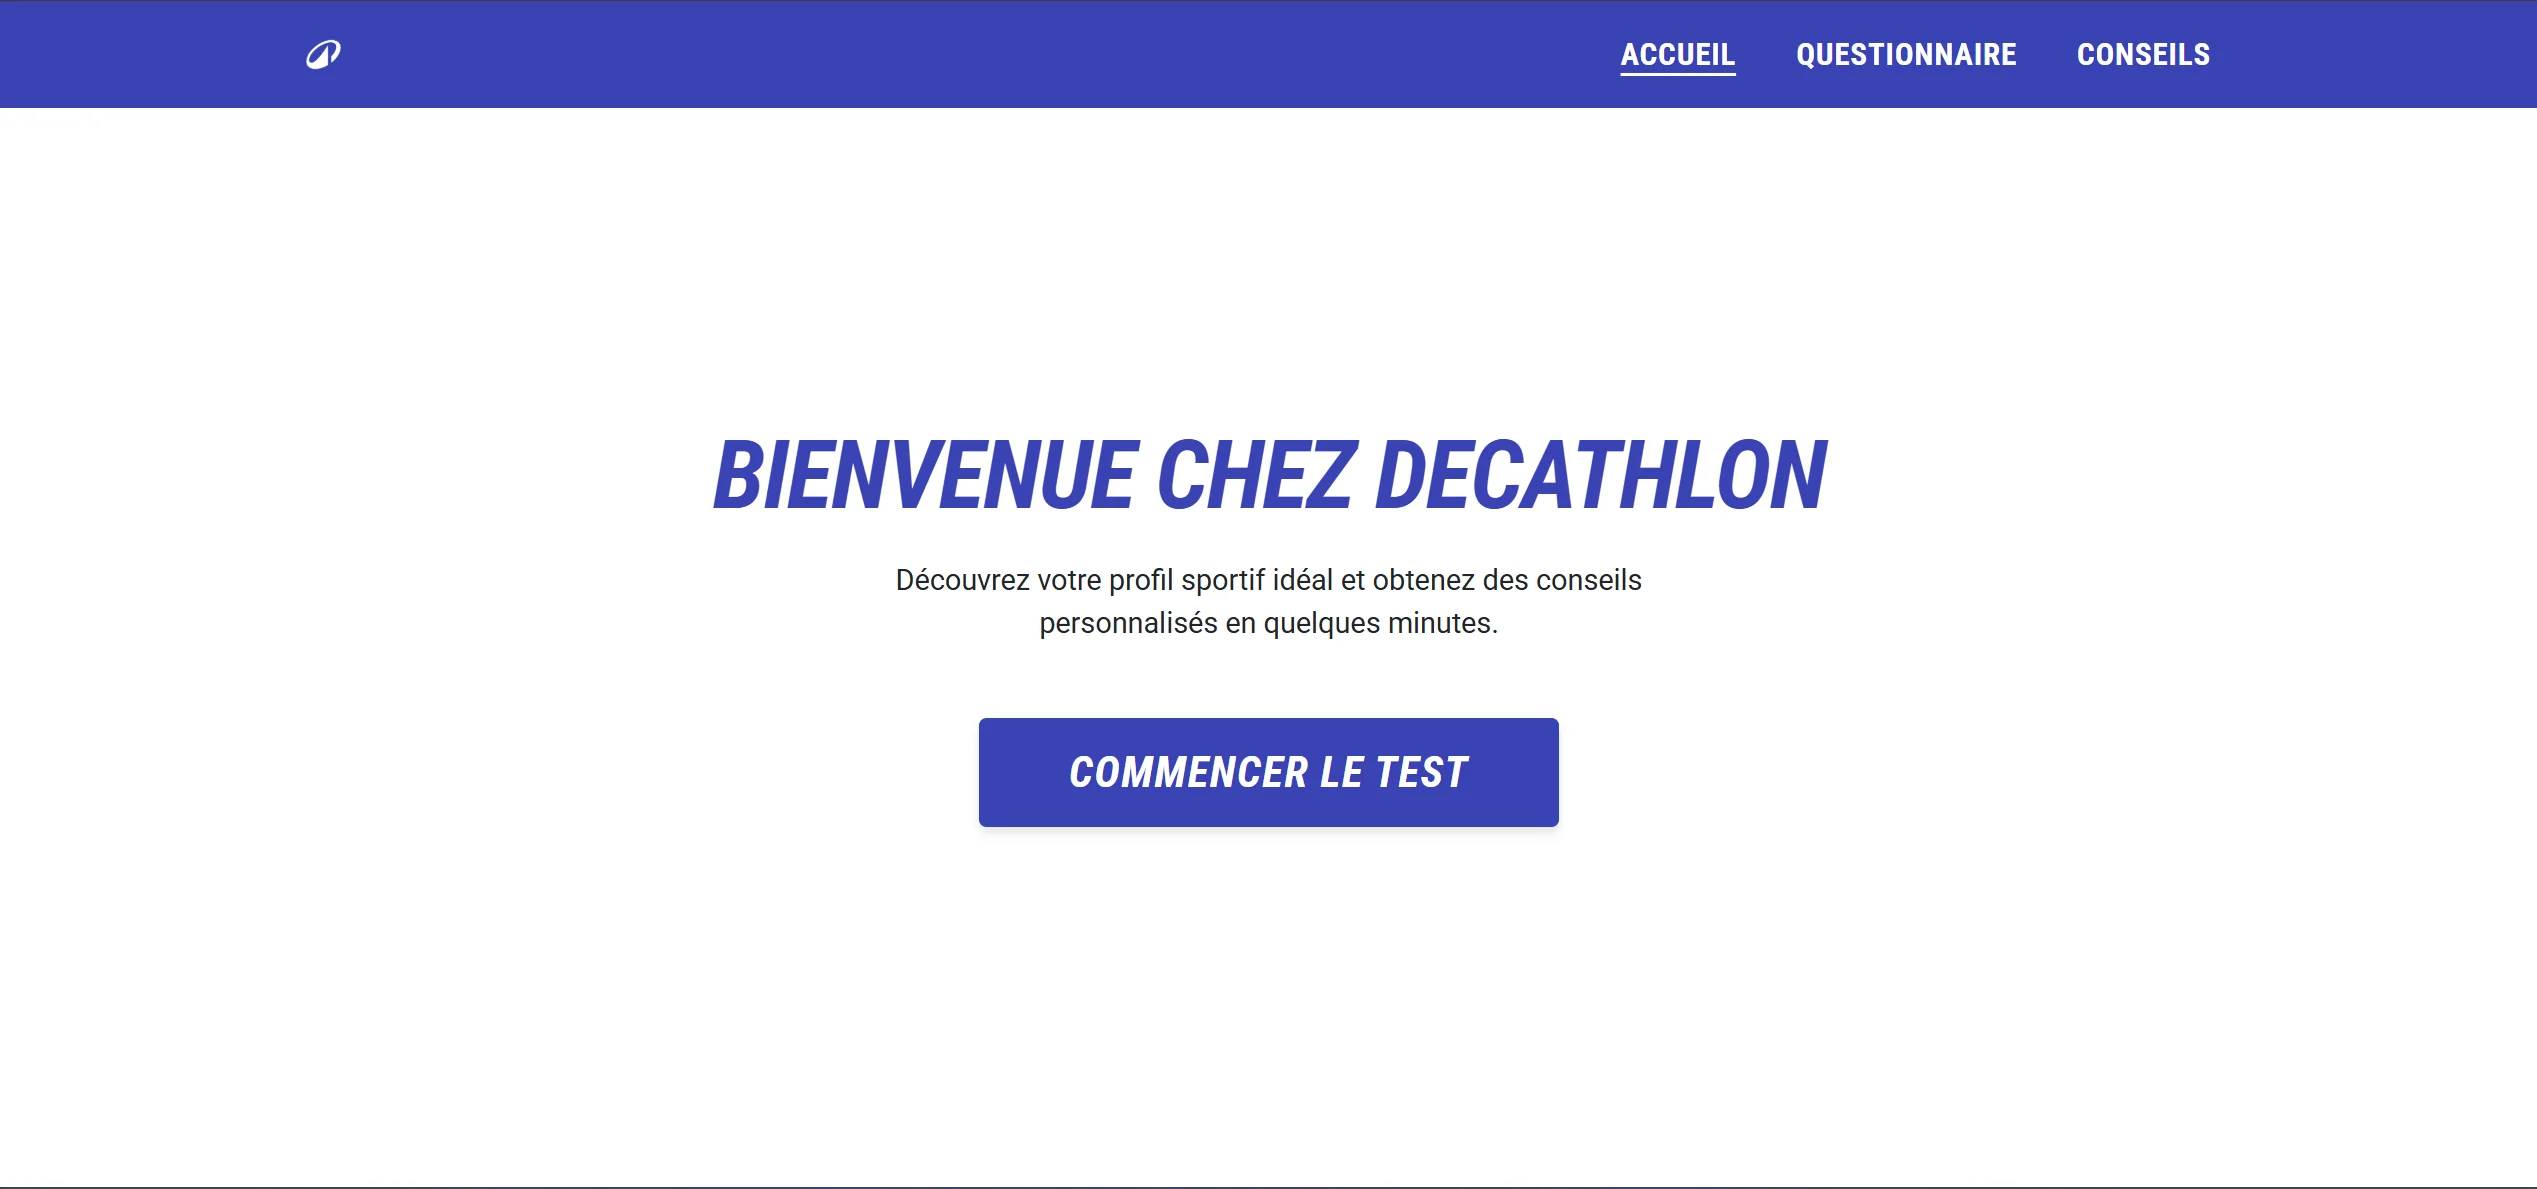 ACCUEIL QUESTIONNAIRE CONSEILS
BIENVENUE CHEZ DECATHLON
Découvrez votre profil sportif idéal et obtenez des conseils
personnalisés en quelques minutes.
COMMENCER LE TEST